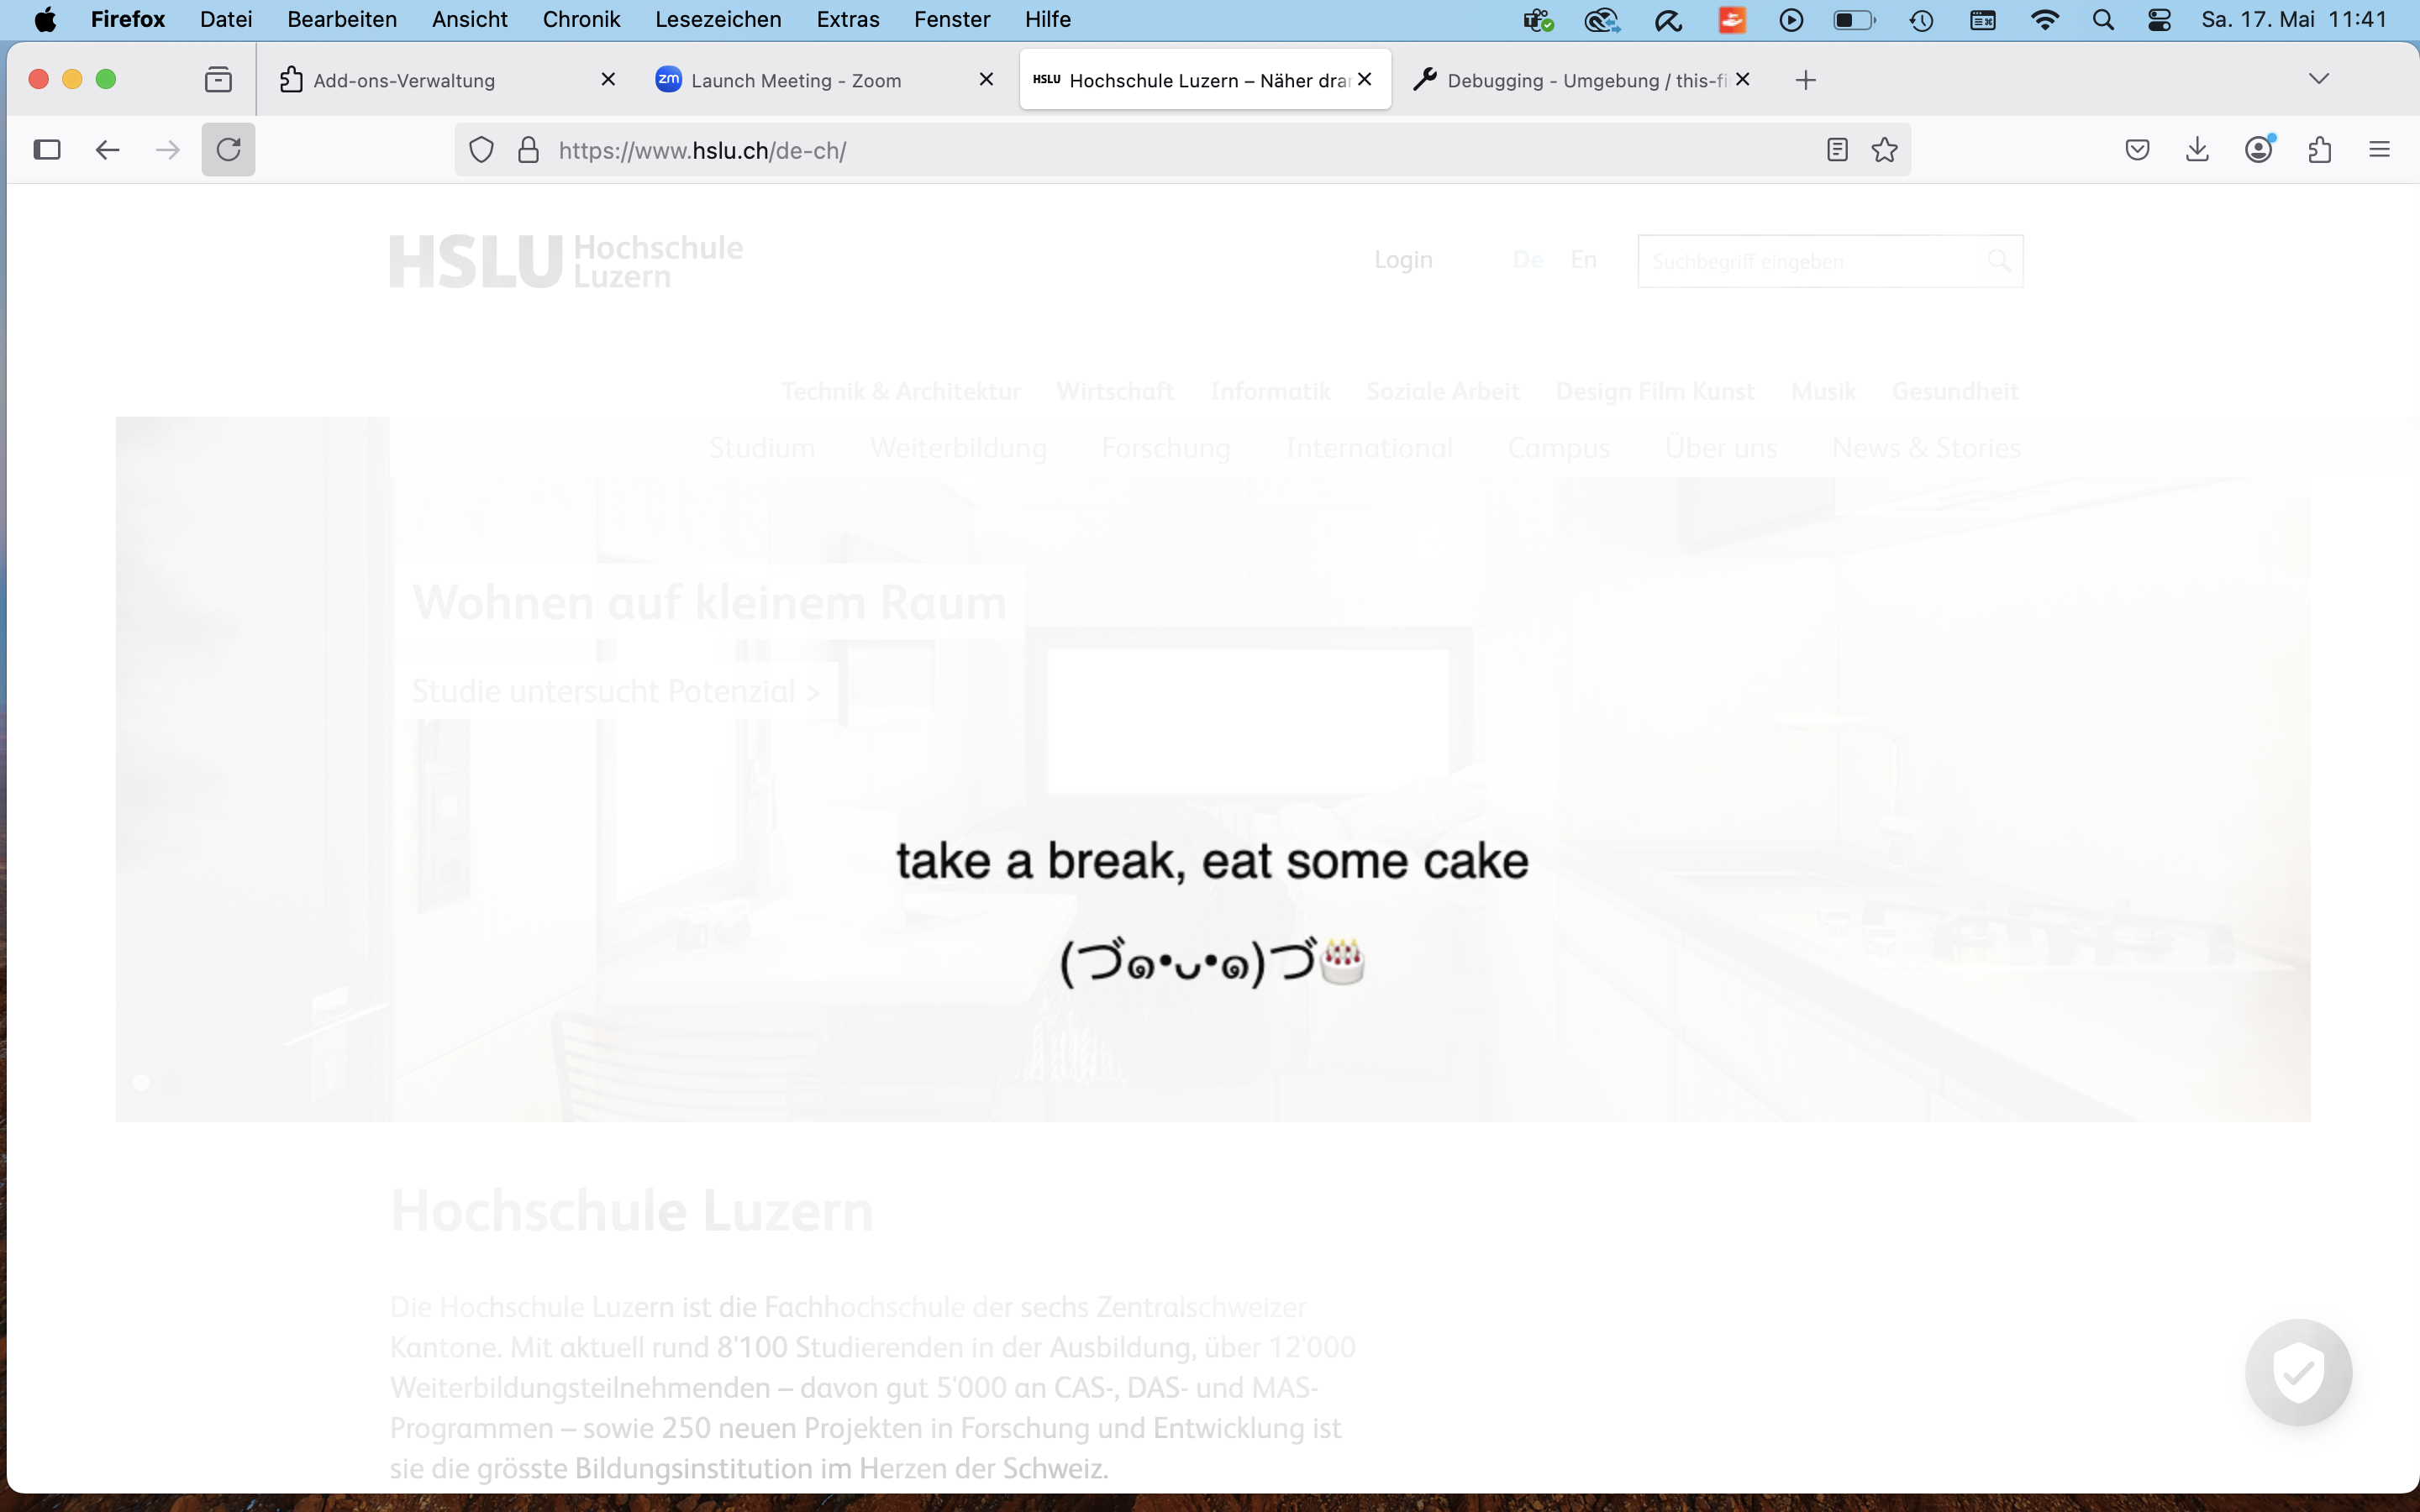 Firefox Datei Bearbeiten Ansicht Chronik Lesezeichen Extras Fenster Hilfe Sa. 17. Mai 11:41
Add-ons-Verwaltung
zm Launch Meeting - Zoom
HSLU Hochschule Luzern – Näher dra
Debugging - Umgebung / this-fi
https://www.hslu.ch/de-ch/
HSLU Hochschule
Luzern
Login De En Suchbegriff eingeben
Technik & Architektur Wirtschaft Informatik Soziale Arbeit Design Film Kunst Musik Gesundheit
Studium Weiterbildung Forschung International Campus Über uns News & Stories
Wohnen auf kleinem Raum
Studie untersucht Potenzial >
take a break, eat some cake
(づ๑•ᴗ•๑)づ🎂
Hochschule Luzern
Die Hochschule Luzern ist die Fachhochschule der sechs Zentralschweizer
Kantone. Mit aktuell rund 8'100 Studierenden in der Ausbildung, über 12'000
Weiterbildungsteilnehmenden – davon gut 5'000 an CAS-, DAS- und MAS-
Programmen – sowie 250 neuen Projekten in Forschung und Entwicklung ist
sie die grösste Bildungsinstitution im Herzen der Schweiz.